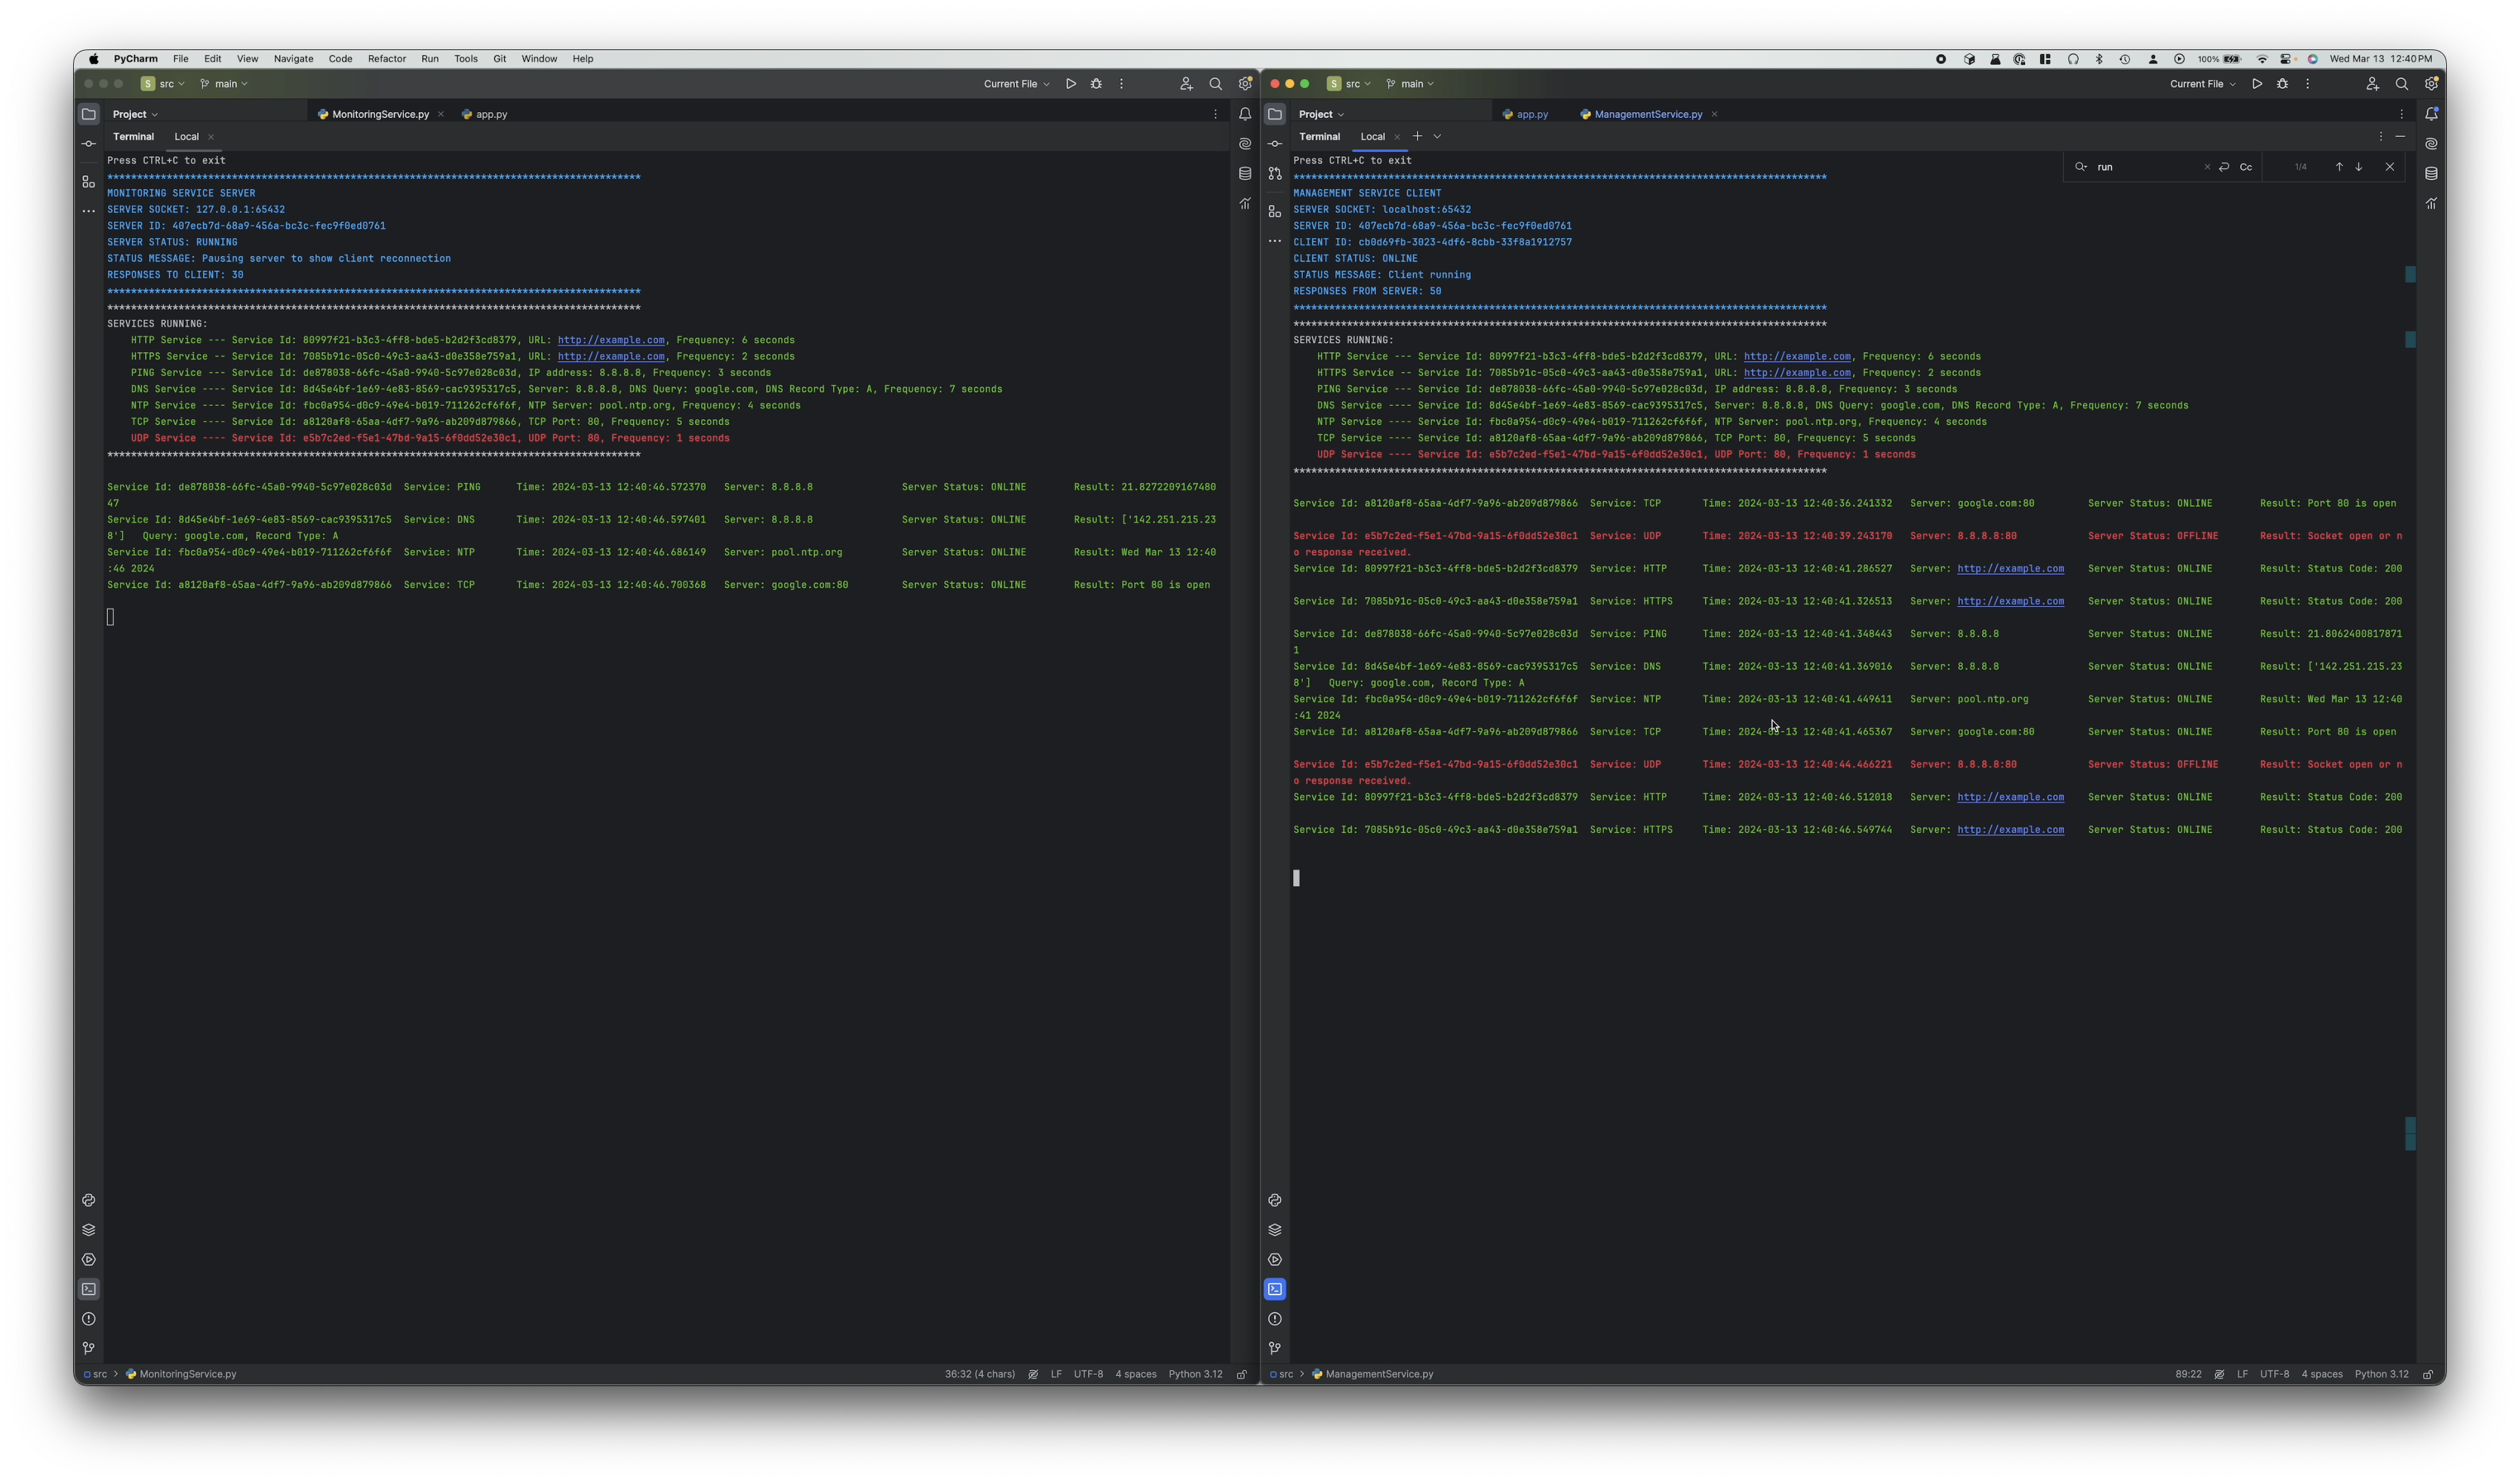 PyCharm File Edit View Navigate Code Refactor Run Tools Git Window Help
100% Wed Mar 13 12:40 PM
S src main
Current File
Project
MonitoringService.py
app.py
Terminal Local
Press CTRL+C to exit
******************************************************************************************
MONITORING SERVICE SERVER
SERVER SOCKET: 127.0.0.1:65432
SERVER ID: 407ecb7d-68a9-456a-bc3c-fec9f0ed0761
SERVER STATUS: RUNNING
STATUS MESSAGE: Pausing server to show client reconnection
RESPONSES TO CLIENT: 30
******************************************************************************************
******************************************************************************************
SERVICES RUNNING:
HTTP Service --- Service Id: 80997f21-b3c3-4ff8-bde5-b2d2f3cd8379, URL: http://example.com, Frequency: 6 seconds
HTTPS Service -- Service Id: 7085b91c-05c0-49c3-aa43-d0e358e759a1, URL: http://example.com, Frequency: 2 seconds
PING Service --- Service Id: de878038-66fc-45a0-9940-5c97e028c03d, IP address: 8.8.8.8, Frequency: 3 seconds
DNS Service ---- Service Id: 8d45e4bf-1e69-4e83-8569-cac9395317c5, Server: 8.8.8.8, DNS Query: google.com, DNS Record Type: A, Frequency: 7 seconds
NTP Service ---- Service Id: fbc0a954-d0c9-49e4-b019-711262cf6f6f, NTP Server: pool.ntp.org, Frequency: 4 seconds
TCP Service ---- Service Id: a8120af8-65aa-4df7-9a96-ab209d879866, TCP Port: 80, Frequency: 5 seconds
UDP Service ---- Service Id: e5b7c2ed-f5e1-47bd-9a15-6f0dd52e30c1, UDP Port: 80, Frequency: 1 seconds
******************************************************************************************
Service Id: de878038-66fc-45a0-9940-5c97e028c03d Service: PING Time: 2024-03-13 12:40:46.572370 Server: 8.8.8.8 Server Status: ONLINE Result: 21.8272209167480
47
Service Id: 8d45e4bf-1e69-4e83-8569-cac9395317c5 Service: DNS Time: 2024-03-13 12:40:46.597401 Server: 8.8.8.8 Server Status: ONLINE Result: ['142.251.215.23
8'] Query: google.com, Record Type: A
Service Id: fbc0a954-d0c9-49e4-b019-711262cf6f6f Service: NTP Time: 2024-03-13 12:40:46.686149 Server: pool.ntp.org Server Status: ONLINE Result: Wed Mar 13 12:40
:46 2024
Service Id: a8120af8-65aa-4df7-9a96-ab209d879866 Service: TCP Time: 2024-03-13 12:40:46.700368 Server: google.com:80 Server Status: ONLINE Result: Port 80 is open
src > MonitoringService.py
36:32 (4 chars) LF UTF-8 4 spaces Python 3.12
S src main
Current File
Project
app.py
ManagementService.py
Terminal Local
run Cc 1/4
Press CTRL+C to exit
******************************************************************************************
MANAGEMENT SERVICE CLIENT
SERVER SOCKET: localhost:65432
SERVER ID: 407ecb7d-68a9-456a-bc3c-fec9f0ed0761
CLIENT ID: cb0d69fb-3023-4df6-8cbb-33f8a1912757
CLIENT STATUS: ONLINE
STATUS MESSAGE: Client running
RESPONSES FROM SERVER: 50
******************************************************************************************
******************************************************************************************
SERVICES RUNNING:
HTTP Service --- Service Id: 80997f21-b3c3-4ff8-bde5-b2d2f3cd8379, URL: http://example.com, Frequency: 6 seconds
HTTPS Service -- Service Id: 7085b91c-05c0-49c3-aa43-d0e358e759a1, URL: http://example.com, Frequency: 2 seconds
PING Service --- Service Id: de878038-66fc-45a0-9940-5c97e028c03d, IP address: 8.8.8.8, Frequency: 3 seconds
DNS Service ---- Service Id: 8d45e4bf-1e69-4e83-8569-cac9395317c5, Server: 8.8.8.8, DNS Query: google.com, DNS Record Type: A, Frequency: 7 seconds
NTP Service ---- Service Id: fbc0a954-d0c9-49e4-b019-711262cf6f6f, NTP Server: pool.ntp.org, Frequency: 4 seconds
TCP Service ---- Service Id: a8120af8-65aa-4df7-9a96-ab209d879866, TCP Port: 80, Frequency: 5 seconds
UDP Service ---- Service Id: e5b7c2ed-f5e1-47bd-9a15-6f0dd52e30c1, UDP Port: 80, Frequency: 1 seconds
******************************************************************************************
Service Id: a8120af8-65aa-4df7-9a96-ab209d879866 Service: TCP Time: 2024-03-13 12:40:36.241332 Server: google.com:80 Server Status: ONLINE Result: Port 80 is open
Service Id: e5b7c2ed-f5e1-47bd-9a15-6f0dd52e30c1 Service: UDP Time: 2024-03-13 12:40:39.243170 Server: 8.8.8.8:80 Server Status: OFFLINE Result: Socket open or n
o response received.
Service Id: 80997f21-b3c3-4ff8-bde5-b2d2f3cd8379 Service: HTTP Time: 2024-03-13 12:40:41.286527 Server: http://example.com Server Status: ONLINE Result: Status Code: 200
Service Id: 7085b91c-05c0-49c3-aa43-d0e358e759a1 Service: HTTPS Time: 2024-03-13 12:40:41.326513 Server: http://example.com Server Status: ONLINE Result: Status Code: 200
Service Id: de878038-66fc-45a0-9940-5c97e028c03d Service: PING Time: 2024-03-13 12:40:41.348443 Server: 8.8.8.8 Server Status: ONLINE Result: 21.8062400817871
1
Service Id: 8d45e4bf-1e69-4e83-8569-cac9395317c5 Service: DNS Time: 2024-03-13 12:40:41.369016 Server: 8.8.8.8 Server Status: ONLINE Result: ['142.251.215.23
8'] Query: google.com, Record Type: A
Service Id: fbc0a954-d0c9-49e4-b019-711262cf6f6f Service: NTP Time: 2024-03-13 12:40:41.449611 Server: pool.ntp.org Server Status: ONLINE Result: Wed Mar 13 12:40
:41 2024
Service Id: a8120af8-65aa-4df7-9a96-ab209d879866 Service: TCP Time: 2024-03-13 12:40:41.465367 Server: google.com:80 Server Status: ONLINE Result: Port 80 is open
Service Id: e5b7c2ed-f5e1-47bd-9a15-6f0dd52e30c1 Service: UDP Time: 2024-03-13 12:40:44.466221 Server: 8.8.8.8:80 Server Status: OFFLINE Result: Socket open or n
o response received.
Service Id: 80997f21-b3c3-4ff8-bde5-b2d2f3cd8379 Service: HTTP Time: 2024-03-13 12:40:46.512018 Server: http://example.com Server Status: ONLINE Result: Status Code: 200
Service Id: 7085b91c-05c0-49c3-aa43-d0e358e759a1 Service: HTTPS Time: 2024-03-13 12:40:46.549744 Server: http://example.com Server Status: ONLINE Result: Status Code: 200
src > ManagementService.py
89:22 LF UTF-8 4 spaces Python 3.12